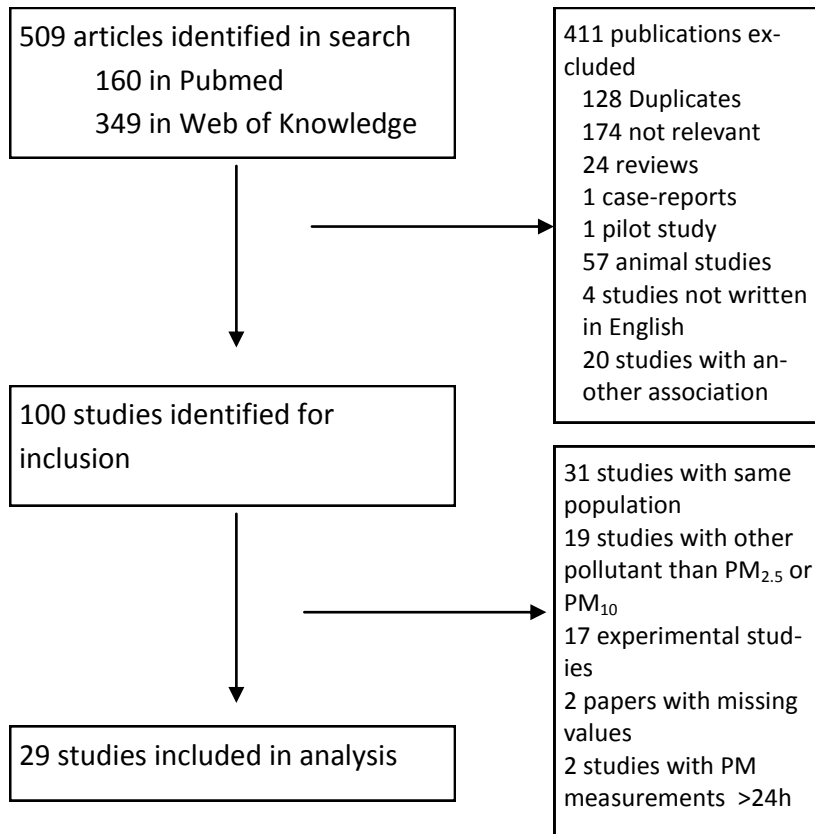 509 articles identified in search
160 in Pubmed
349 in Web of Knowledge
411 publications ex-
cluded
128 Duplicates
174 not relevant
24 reviews
1 case-reports
1 pilot study
57 animal studies
4 studies not written
in English
20 studies with an-
other association
100 studies identified for
inclusion
31 studies with same
population
19 studies with other
pollutant than PM2.5 or
PM10
17 experimental stud-
ies
2 papers with missing
values
2 studies with PM
measurements >24h
29 studies included in analysis